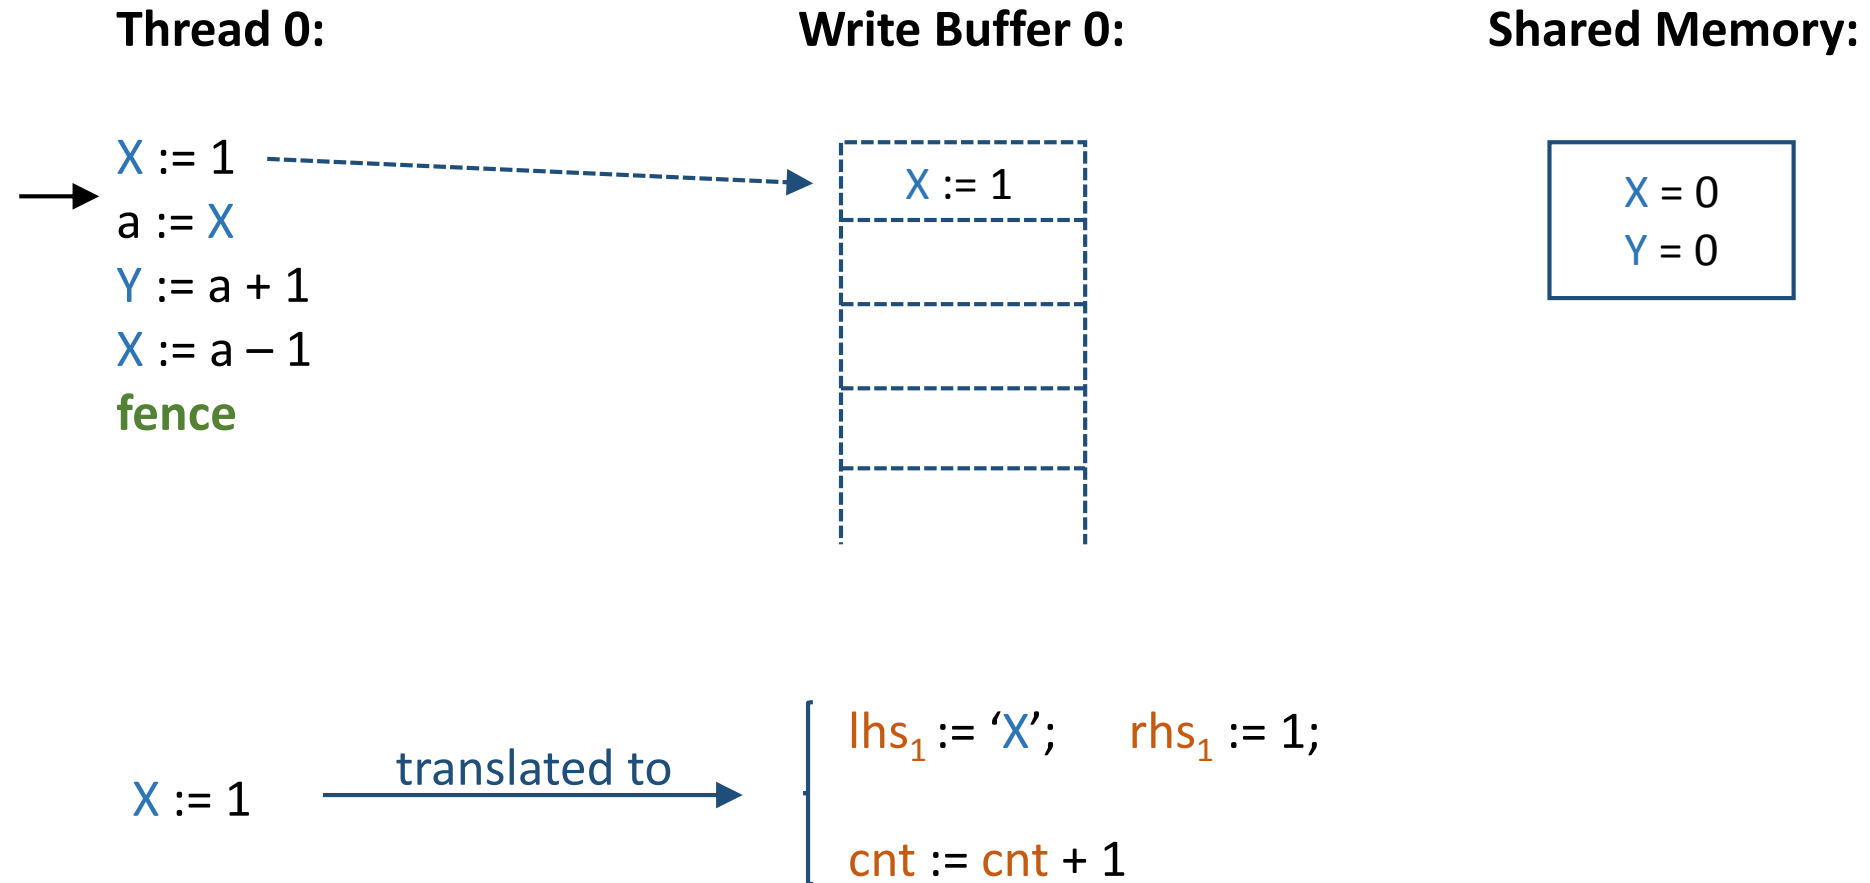 Thread 0:
Write Buffer 0:
Shared Memory:
X := 1
a := X
Y := a + 1
X := a – 1
fence
X := 1
X = 0
Y = 0
X := 1
translated to
lhs₁ := ‘X’; rhs₁ := 1;
cnt := cnt + 1